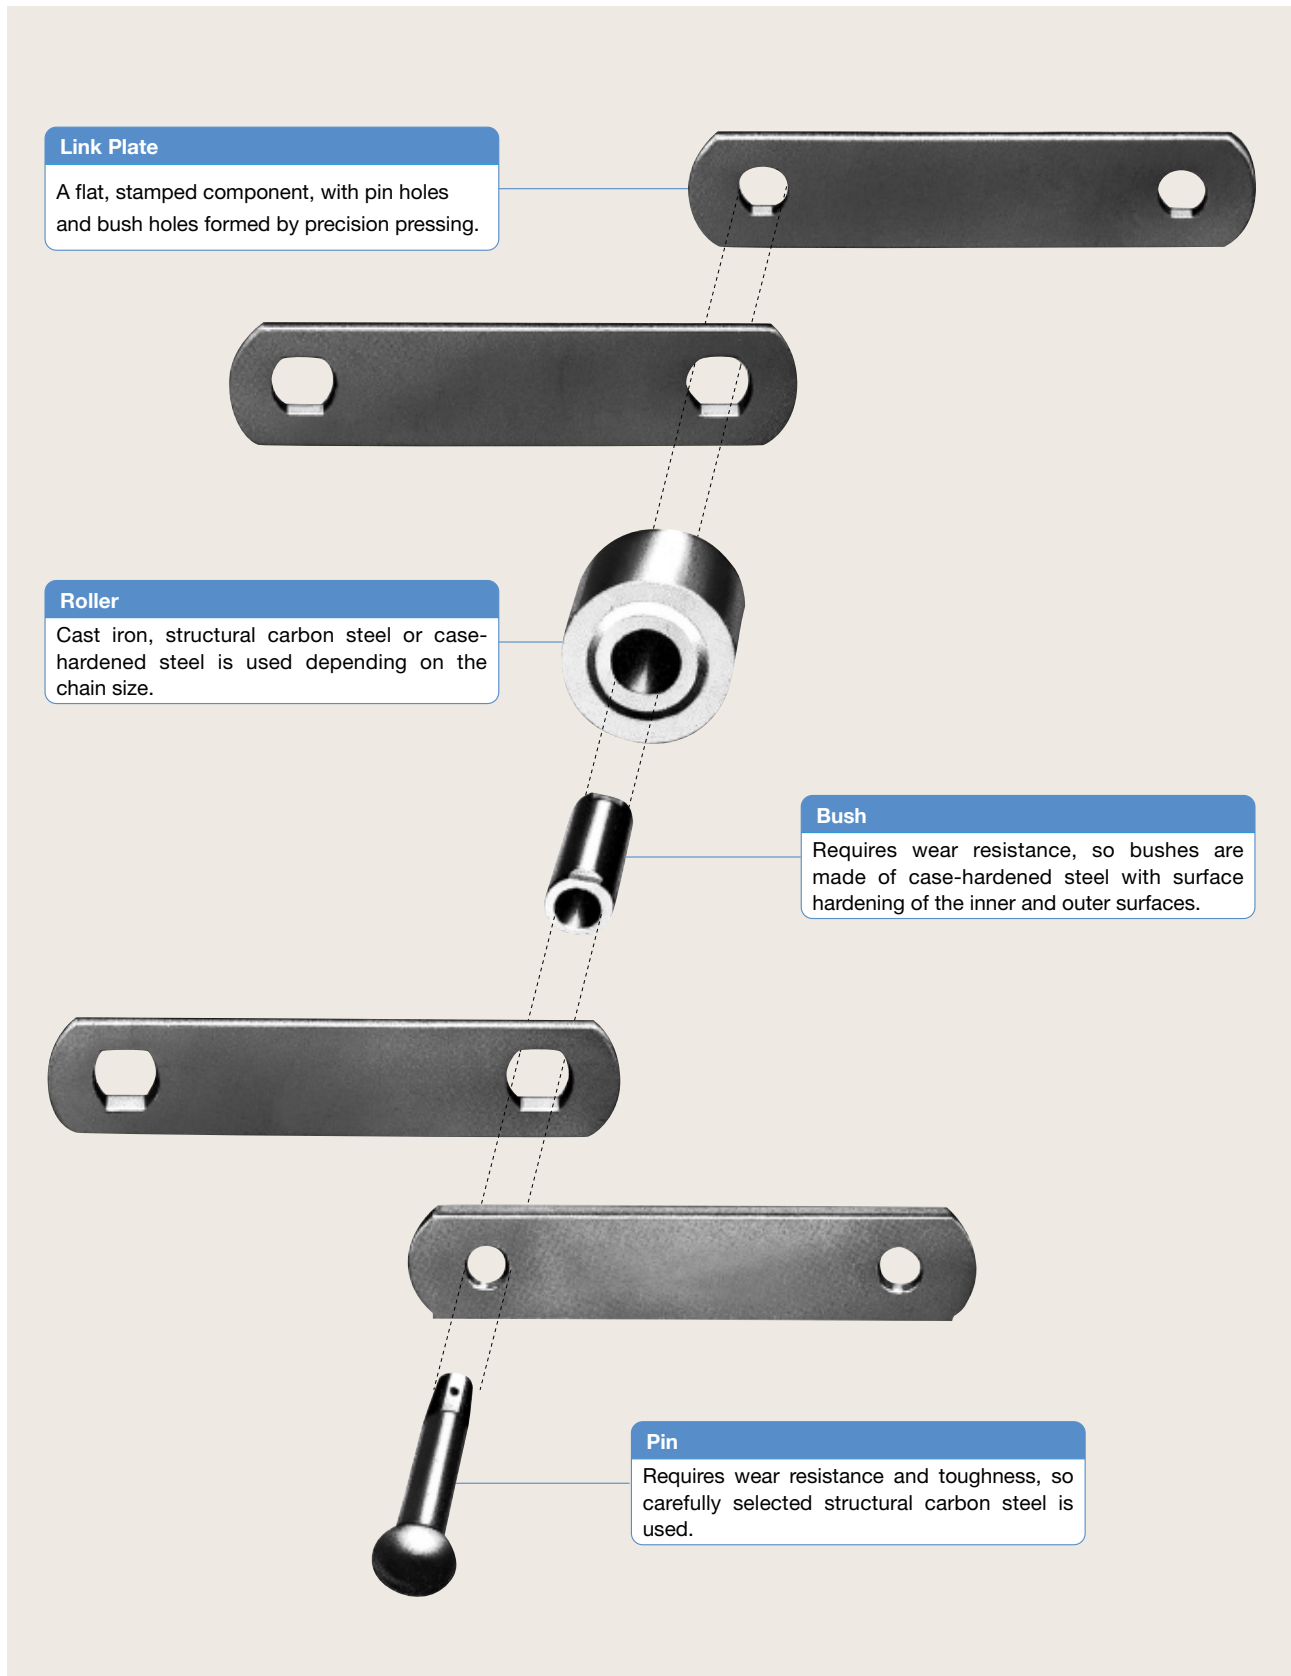 Link Plate
A flat, stamped component, with pin holes
and bush holes formed by precision pressing.
Roller
Cast iron, structural carbon steel or case-
hardened steel is used depending on the
chain size.
Bush
Requires wear resistance, so bushes are
made of case-hardened steel with surface
hardening of the inner and outer surfaces.
Pin
Requires wear resistance and toughness, so
carefully selected structural carbon steel is
used.